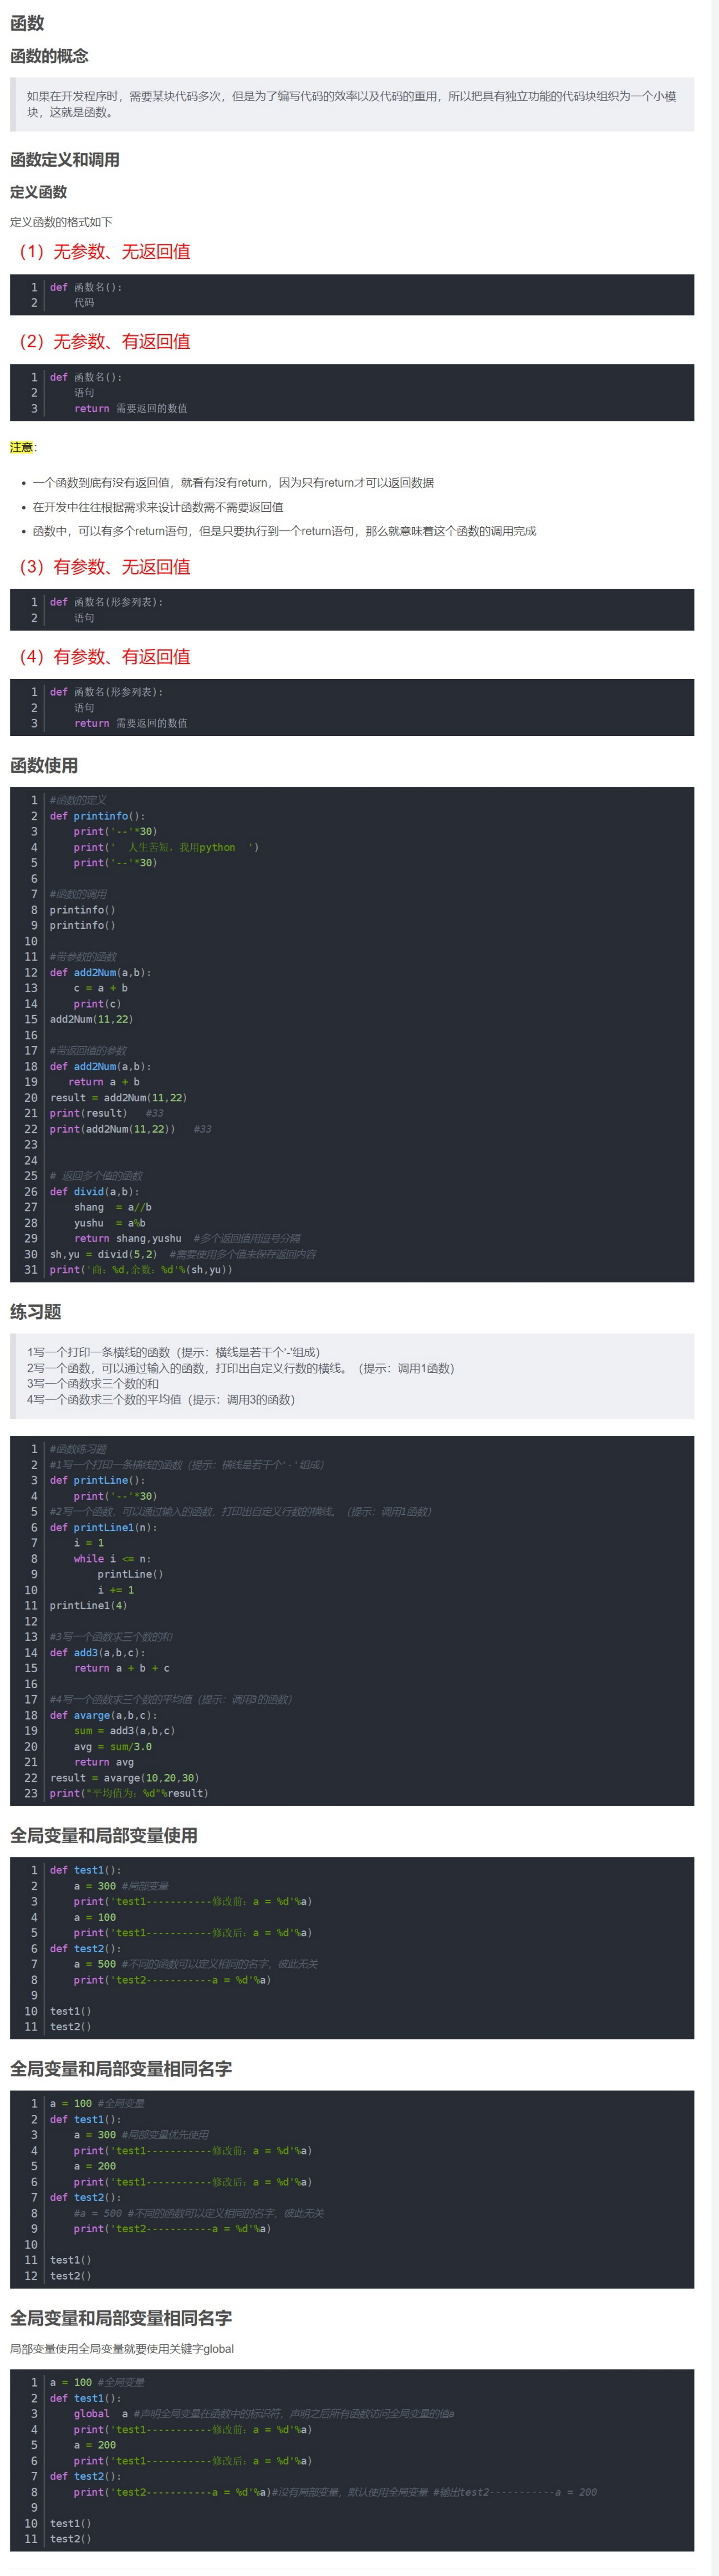 函数
函数的概念
如果在开发程序时，需要某块代码多次，但是为了编写代码的效率以及代码的重用，所以把具有独立功能的代码块组织为一个小模
块，这就是函数。
函数定义和调用
定义函数
定义函数的格式如下
（1）无参数、无返回值
1 def 函数名():
2     代码
（2）无参数、有返回值
1 def 函数名():
2     语句
3     return 需要返回的数值
注意：
• 一个函数到底有没有返回值，就看有没有return，因为只有return才可以返回数据
• 在开发中往往根据需求来设计函数需不需要返回值
• 函数中，可以有多个return语句，但是只要执行到一个return语句，那么就意味着这个函数的调用完成
（3）有参数、无返回值
1 def 函数名(形参列表):
2     语句
（4）有参数、有返回值
1 def 函数名(形参列表):
2     语句
3     return 需要返回的数值
函数使用
1 #函数的定义
2 def printinfo():
3     print('--'*30)
4     print('  人生苦短，我用python  ')
5     print('--'*30)
6
7 #函数的调用
8 printinfo()
9 printinfo()
10
11 #带参数的函数
12 def add2Num(a,b):
13     c = a + b
14     print(c)
15 add2Num(11,22)
16
17 #带返回值的参数
18 def add2Num(a,b):
19    return a + b
20 result = add2Num(11,22)
21 print(result)   #33
22 print(add2Num(11,22))   #33
23
24
25 # 返回多个值的函数
26 def divid(a,b):
27     shang  = a//b
28     yushu  = a%b
29     return shang,yushu  #多个返回值用逗号分隔
30 sh,yu = divid(5,2)  #需要使用多个值来保存返回内容
31 print('商：%d,余数：%d'%(sh,yu))
练习题
1写一个打印一条横线的函数（提示：横线是若干个'-'组成）
2写一个函数，可以通过输入的函数，打印出自定义行数的横线。（提示：调用1函数）
3写一个函数求三个数的和
4写一个函数求三个数的平均值（提示：调用3的函数）
1 #函数练习题
2 #1写一个打印一条横线的函数（提示：横线是若干个'-'组成）
3 def printLine():
4     print('--'*30)
5 #2写一个函数，可以通过输入的函数，打印出自定义行数的横线。（提示：调用1函数）
6 def printLine1(n):
7     i = 1
8     while i <= n:
9         printLine()
10         i += 1
11 printLine1(4)
12
13 #3写一个函数求三个数的和
14 def add3(a,b,c):
15     return a + b + c
16
17 #4写一个函数求三个数的平均值（提示：调用3的函数）
18 def avarge(a,b,c):
19     sum = add3(a,b,c)
20     avg = sum/3.0
21     return avg
22 result = avarge(10,20,30)
23 print("平均值为：%d"%result)
全局变量和局部变量使用
1 def test1():
2     a = 300 #局部变量
3     print('test1-----------修改前：a = %d'%a)
4     a = 100
5     print('test1-----------修改后：a = %d'%a)
6 def test2():
7     a = 500 #不同的函数可以定义相同的名字，彼此无关
8     print('test2-----------a = %d'%a)
9
10 test1()
11 test2()
全局变量和局部变量相同名字
1 a = 100 #全局变量
2 def test1():
3     a = 300 #局部变量优先使用
4     print('test1-----------修改前：a = %d'%a)
5     a = 200
6     print('test1-----------修改后：a = %d'%a)
7 def test2():
8     #a = 500 #不同的函数可以定义相同的名字，彼此无关
9     print('test2-----------a = %d'%a)
10
11 test1()
12 test2()
全局变量和局部变量相同名字
局部变量使用全局变量就要使用关键字global
1 a = 100 #全局变量
2 def test1():
3     global  a #声明全局变量在函数中的标识符，声明之后所有函数访问全局变量的值a
4     print('test1-----------修改前：a = %d'%a)
5     a = 200
6     print('test1-----------修改后：a = %d'%a)
7 def test2():
8     print('test2-----------a = %d'%a)#没有局部变量，默认使用全局变量 #输出test2-----------a = 200
9
10 test1()
11 test2()